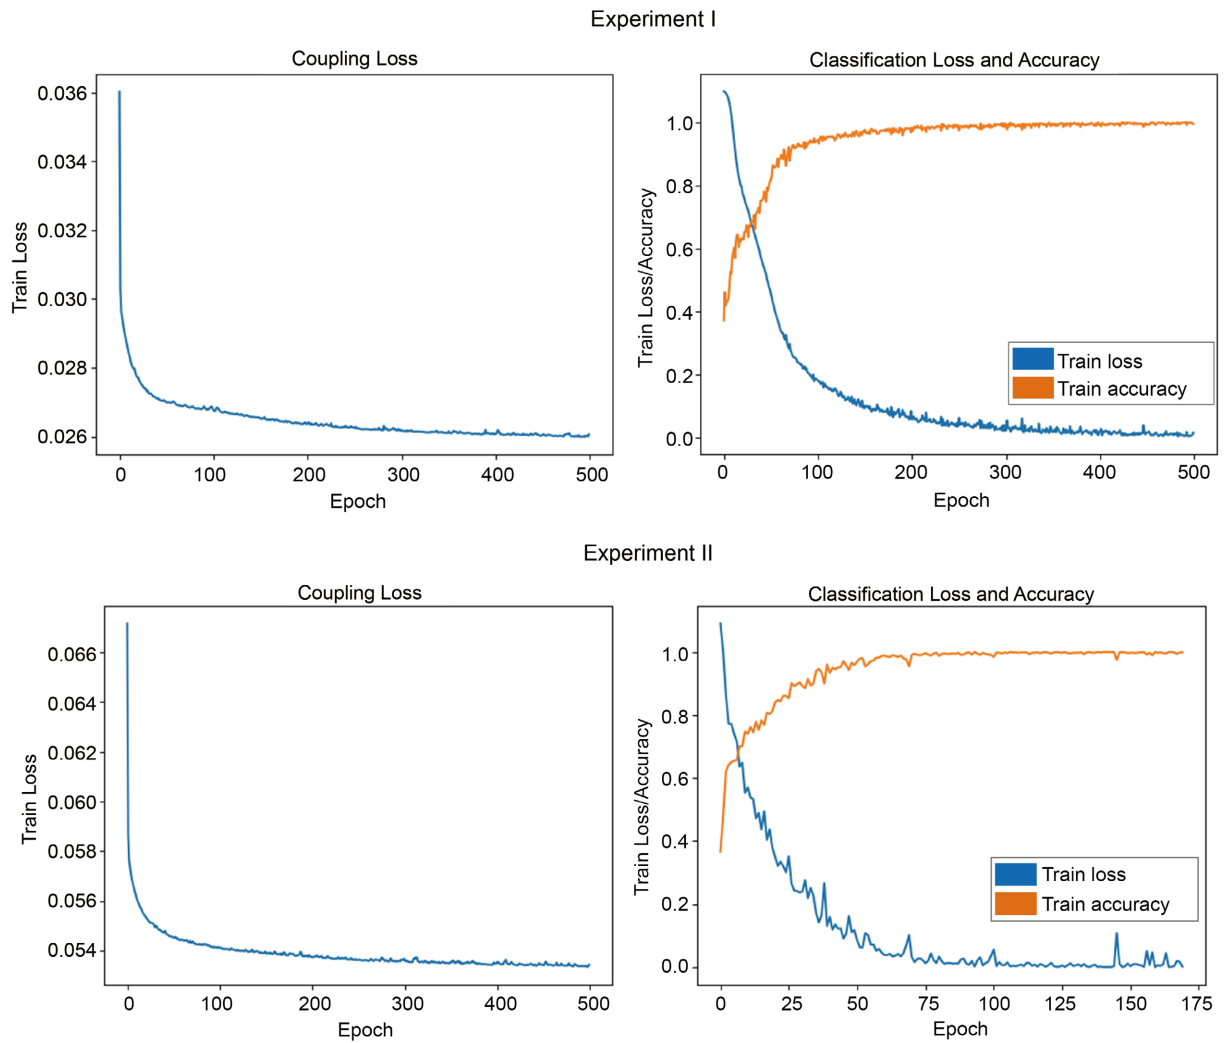 Experiment I
Coupling Loss
Train Loss
0.036
0.034
0.032
0.030
0.028
0.026
0 100 200 300 400 500
Epoch
Classification Loss and Accuracy
Train Loss/Accuracy
1.0
0.8
0.6
0.4
0.2
0.0
Train loss
Train accuracy
0 100 200 300 400 500
Epoch
Experiment II
Coupling Loss
Train Loss
0.066
0.064
0.062
0.060
0.058
0.056
0.054
0 100 200 300 400 500
Epoch
Classification Loss and Accuracy
Train Loss/Accuracy
1.0
0.8
0.6
0.4
0.2
0.0
Train loss
Train accuracy
0 25 50 75 100 125 150 175
Epoch